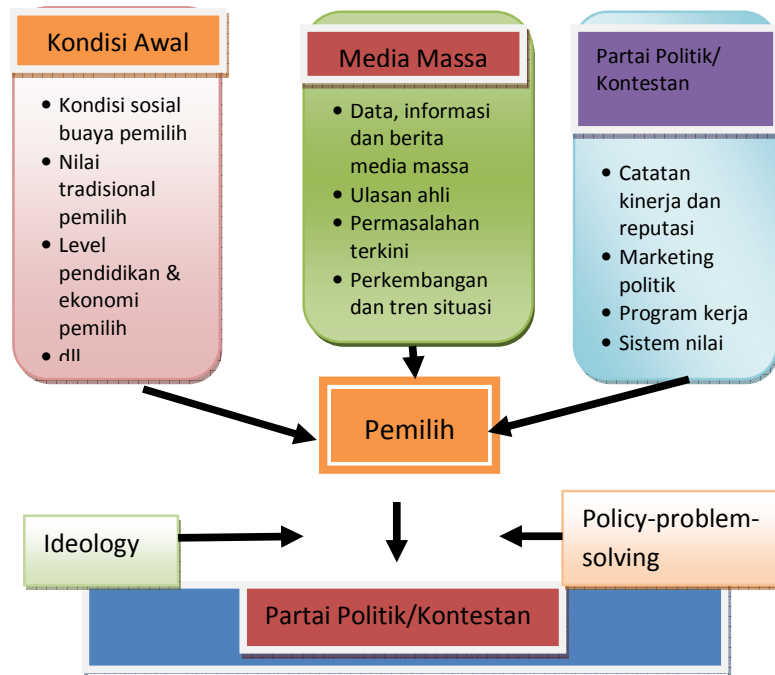 Kondisi Awal
• Kondisi sosial
buaya pemilih
• Nilai
tradisional
pemilih
• Level
pendidikan &
ekonomi
pemilih
• dll
Media Massa
• Data, informasi
dan berita
media massa
• Ulasan ahli
• Permasalahan
terkini
• Perkembangan
dan tren situasi
Partai Politik/
Kontestan
• Catatan
kinerja dan
reputasi
• Marketing
politik
• Program kerja
• Sistem nilai
Pemilih
Ideology
Policy-problem-
solving
Partai Politik/Kontestan